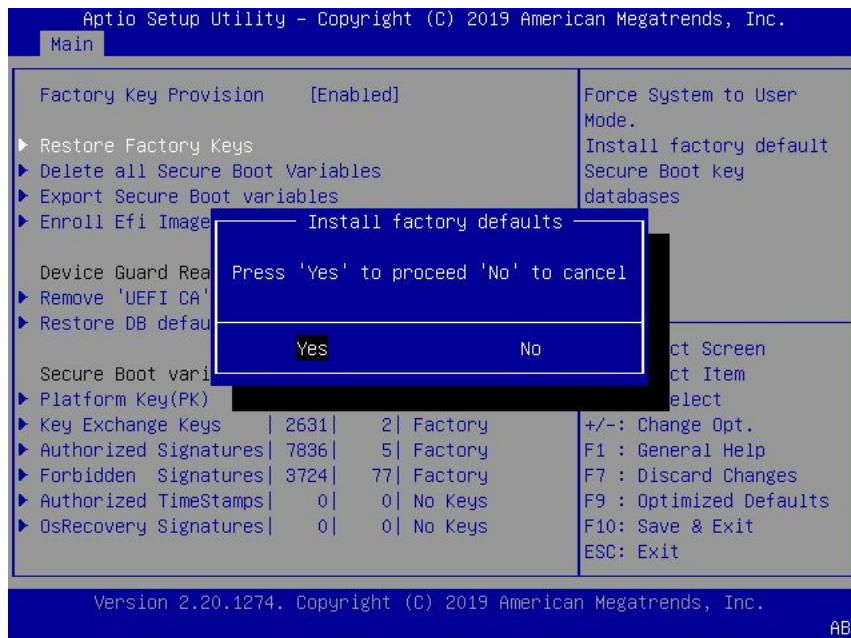 Aptio Setup Utility – Copyright (C) 2019 American Megatrends, Inc.
Main
Factory Key Provision [Enabled]
Restore Factory Keys
Delete all Secure Boot Variables
Export Secure Boot variables
Enroll Efi Image
Device Guard Rea
Remove 'UEFI CA'
Restore DB defau
Secure Boot vari
Platform Key(PK)
Key Exchange Keys | 2631| 2| Factory
Authorized Signatures| 7836| 5| Factory
Forbidden Signatures| 3724| 77| Factory
Authorized TimeStamps| 0| 0| No Keys
OsRecovery Signatures| 0| 0| No Keys
Install factory defaults
Press 'Yes' to proceed 'No' to cancel
Yes No
Force System to User
Mode.
Install factory default
Secure Boot key
databases
ct Screen
ct Item
elect
+/-: Change Opt.
F1 : General Help
F7 : Discard Changes
F9 : Optimized Defaults
F10: Save & Exit
ESC: Exit
Version 2.20.1274. Copyright (C) 2019 American Megatrends, Inc.
AB